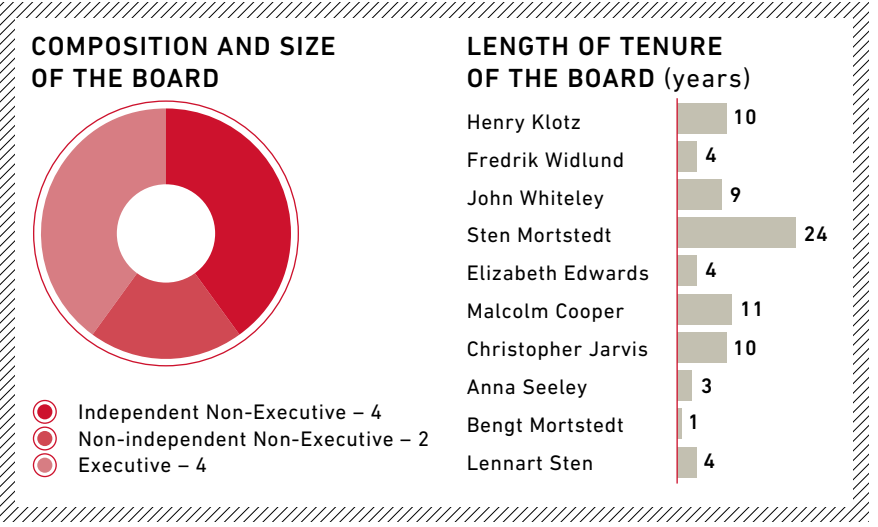 COMPOSITION AND SIZE
OF THE BOARD
Independent Non-Executive – 4
Non-independent Non-Executive – 2
Executive – 4
LENGTH OF TENURE
OF THE BOARD (years)
Henry Klotz 10
Fredrik Widlund 4
John Whiteley 9
Sten Mortstedt 24
Elizabeth Edwards 4
Malcolm Cooper 11
Christopher Jarvis 10
Anna Seeley 3
Bengt Mortstedt 1
Lennart Sten 4